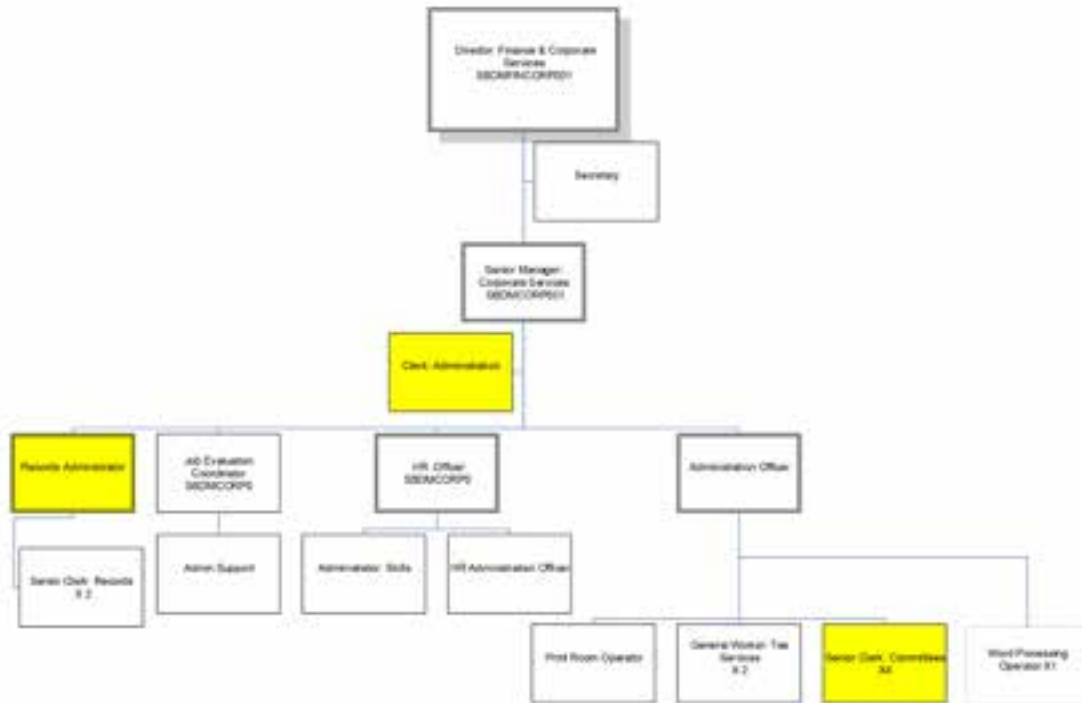 Director: Finance & Corporate
Services
SBDMFINCORP001
Secretary
Senior Manager:
Corporate Services
SBDMCORP001
Clerk: Administration
Records Administrator
Job Evaluation
Coordinator
SBDMCORP0
HR Officer
SBDMCORP0
Administration Officer
Senior Clerk: Records
X 2
Admin Support
Administrator: Skills
HR Administration Officer
Print Room Operator
General Worker: Tea
Services
X 2
Senior Clerk: Committees
X4
Word Processing
Operator X1